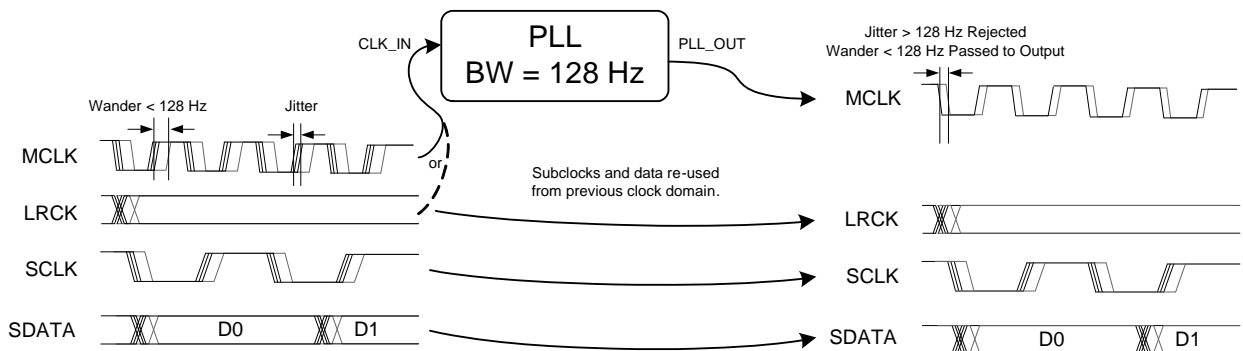 PLL
BW = 128 Hz
CLK_IN
PLL_OUT
Jitter > 128 Hz Rejected
Wander < 128 Hz Passed to Output
MCLK
Wander < 128 Hz
Jitter
MCLK
or
Subclocks and data re-used
from previous clock domain.
LRCK
LRCK
SCLK
SCLK
SDATA
D0
D1
SDATA
D0
D1